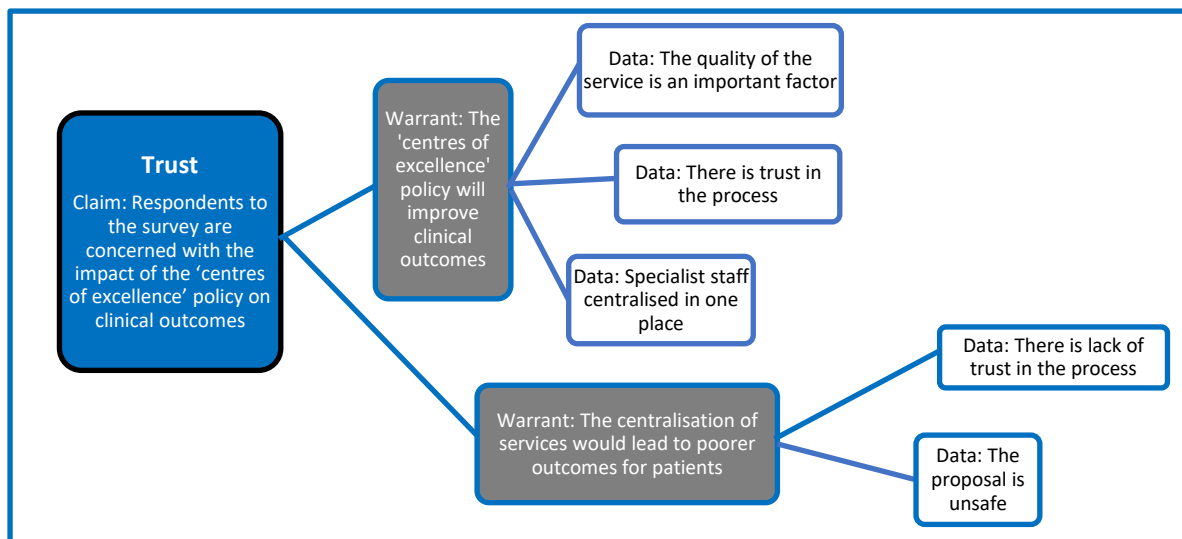 Trust
Claim: Respondents to
the survey are
concerned with the
impact of the ‘centres
of excellence’ policy on
clinical outcomes
Warrant: The
'centres of
excellence'
policy will
improve
clinical
outcomes
Data: The quality of the
service is an important
factor
Data: There is trust in
the process
Data: Specialist staff
centralised in one
place
Warrant: The centralisation of
services would lead to poorer
outcomes for patients
Data: There is lack of
trust in the process
Data: The
proposal is
unsafe